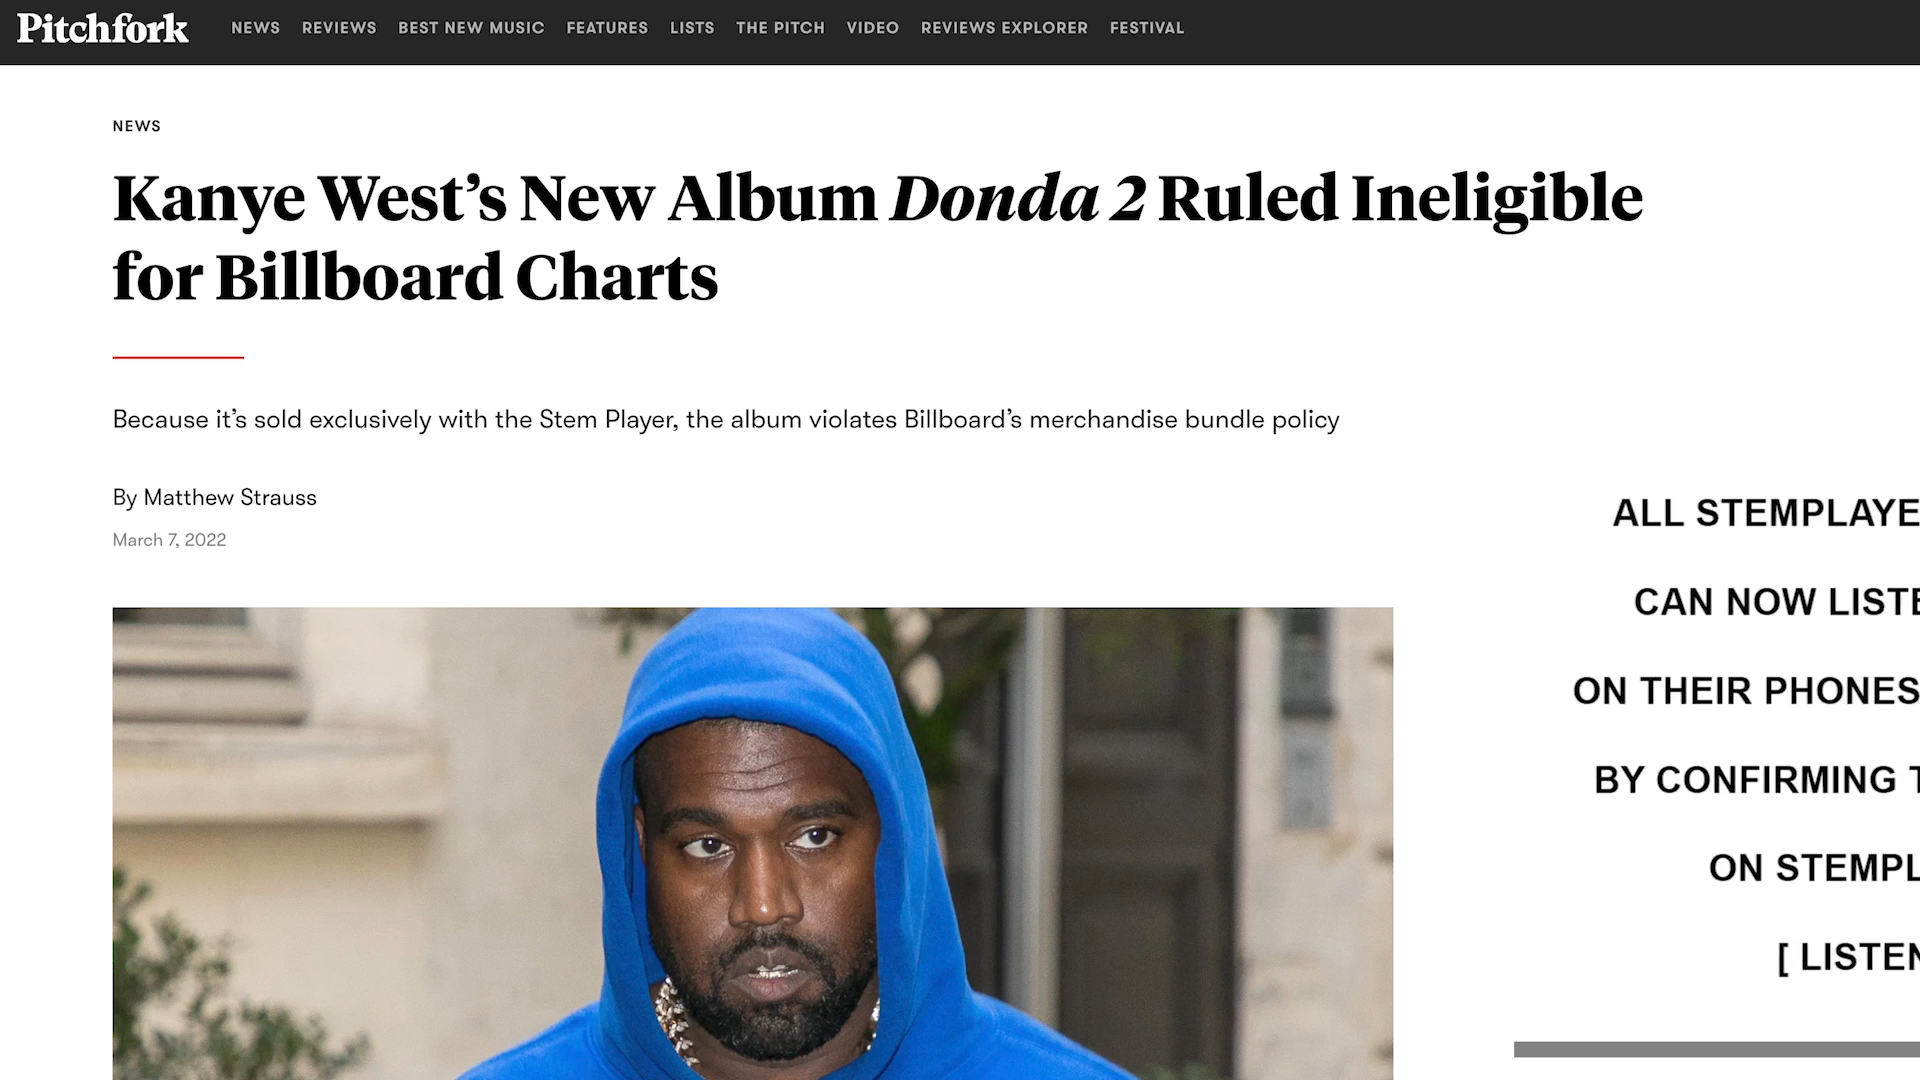 Pitchfork
NEWS REVIEWS BEST NEW MUSIC FEATURES LISTS THE PITCH VIDEO REVIEWS EXPLORER FESTIVAL
NEWS
Kanye West’s New Album Donda 2 Ruled Ineligible
for Billboard Charts
Because it’s sold exclusively with the Stem Player, the album violates Billboard’s merchandise bundle policy
By Matthew Strauss
March 7, 2022
ALL STEMPLAYE
CAN NOW LISTE
ON THEIR PHONES
BY CONFIRMING T
ON STEMPL
[ LISTEN